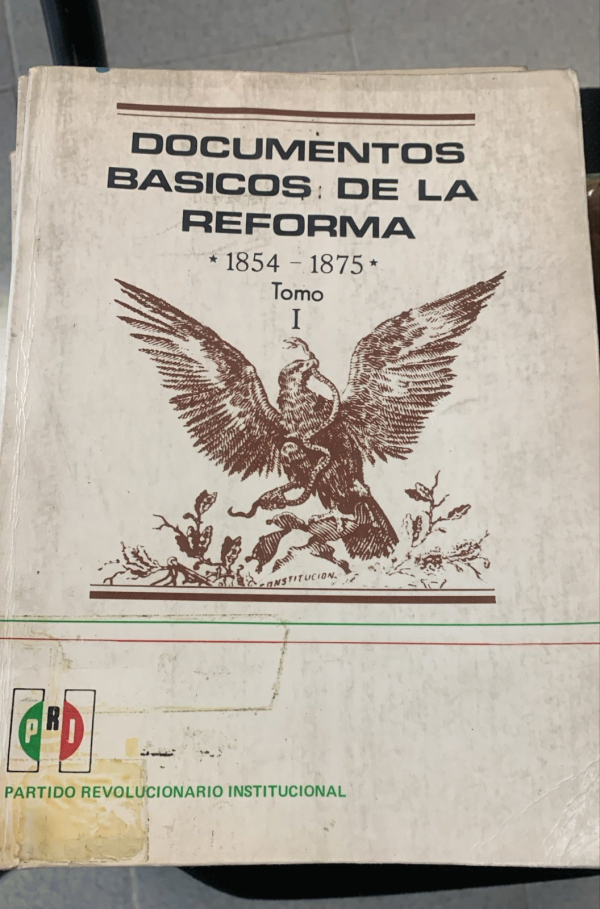 DOCUMENTOS
BASICOS DE LA
REFORMA
* 1854 - 1875 *
Tomo
I
CONSTITUCION
PRI
PARTIDO REVOLUCIONARIO INSTITUCIONAL